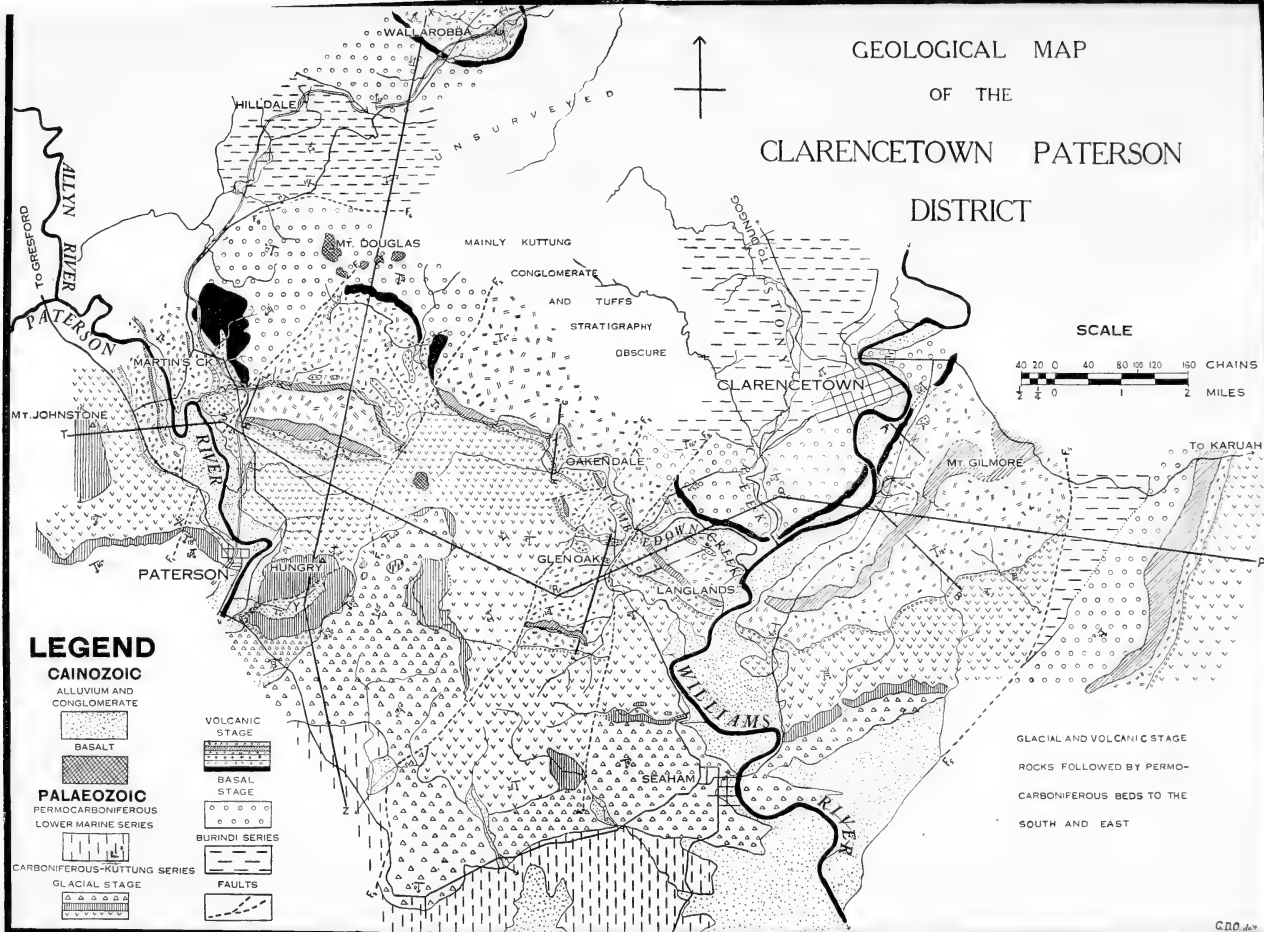 GEOLOGICAL MAP
OF THE
CLARENCETOWN PATERSON
DISTRICT
WALLAROBBA
HILLDALE
UNSURVEYED
ALLYN RIVER
TO GRESFORD
PATERSON
RIVER
MT. DOUGLAS
MAINLY KUTTUNG
CONGLOMERATE
AND TUFFS
STRATIGRAPHY
OBSCURE
TO DUNGOG
STONY
CREEK
SCALE
40 20 0 40 80 100 120 160 CHAINS
0 1 2 MILES
MARTIN'S CK
MT. JOHNSTONE
CLARENCETOWN
TO KARUAH
MT. GILMORE
OAKENDALE
GLENOAK
LANGLANDS
PATERSON
HUNGRY
WILLIAMS
RIVER
SEAHAM
LEGEND
CAINOZOIC
ALLUVIUM AND
CONGLOMERATE
BASALT
PALAEOZOIC
PERMOCARBONIFEROUS
LOWER MARINE SERIES
CARBONIFEROUS-KUTTUNG SERIES
GLACIAL STAGE
VOLCANIC
STAGE
BASAL
STAGE
BURINDI SERIES
FAULTS
GLACIAL AND VOLCANIC STAGE
ROCKS FOLLOWED BY PERMO-
CARBONIFEROUS BEDS TO THE
SOUTH AND EAST